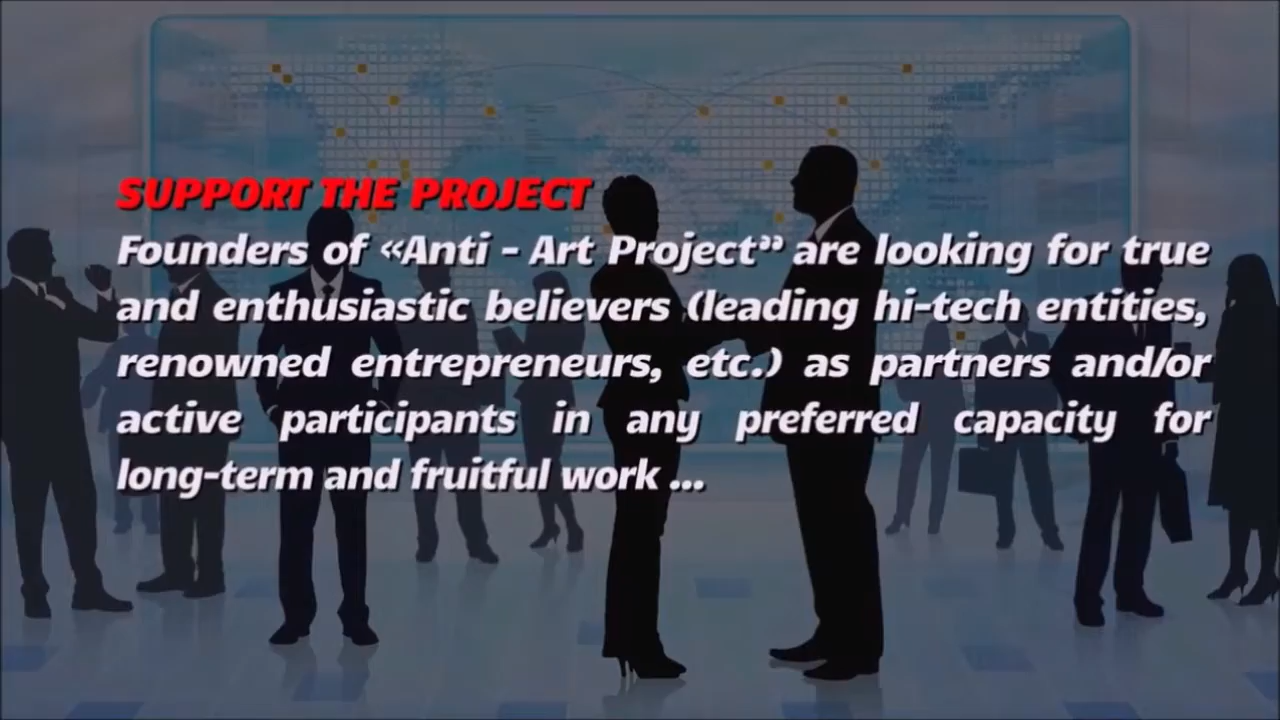 SUPPORT THE PROJECT
Founders of «Anti - Art Project” are looking for true
and enthusiastic believers (leading hi-tech entities,
renowned entrepreneurs, etc.) as partners and/or
active participants in any preferred capacity for
long-term and fruitful work ...